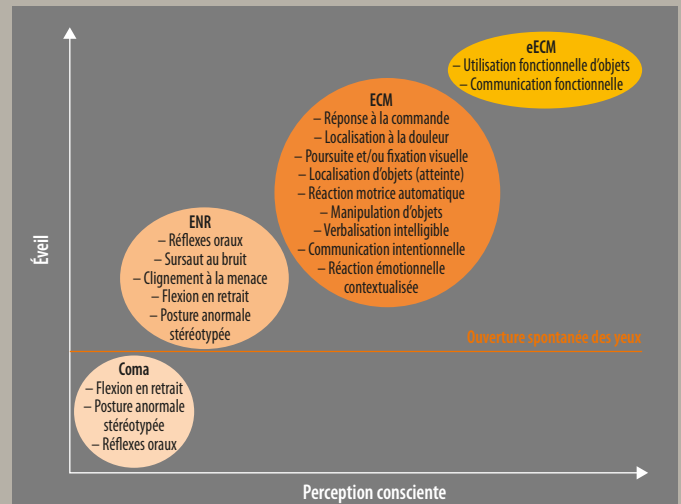 eECM
– Utilisation fonctionnelle d'objets
– Communication fonctionnelle
ECM
– Réponse à la commande
– Localisation à la douleur
– Poursuite et/ou fixation visuelle
– Localisation d'objets (atteinte)
– Réaction motrice automatique
– Manipulation d'objets
– Verbalisation intelligible
– Communication intentionnelle
– Réaction émotionnelle
contextualisée
ENR
– Réflexes oraux
– Sursaut au bruit
– Clignement à la menace
– Flexion en retrait
– Posture anormale
stéréotypée
Éveil
Ouverture spontanée des yeux
Coma
– Flexion en retrait
– Posture anormale
stéréotypée
– Réflexes oraux
Perception consciente